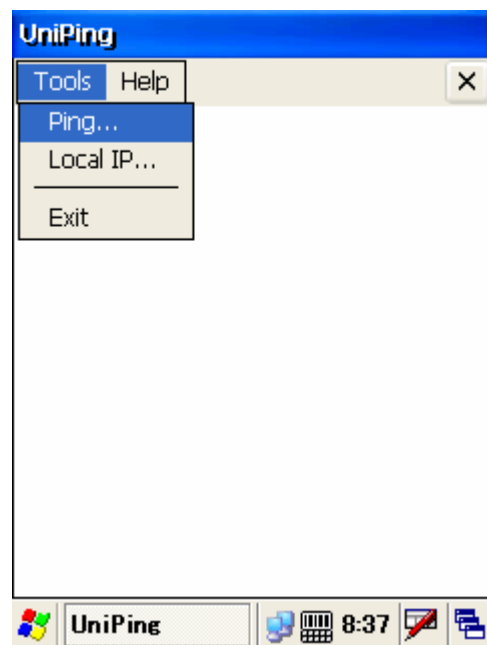 UniPing
Tools Help
Ping...
Local IP...
Exit
UniPing 8:37